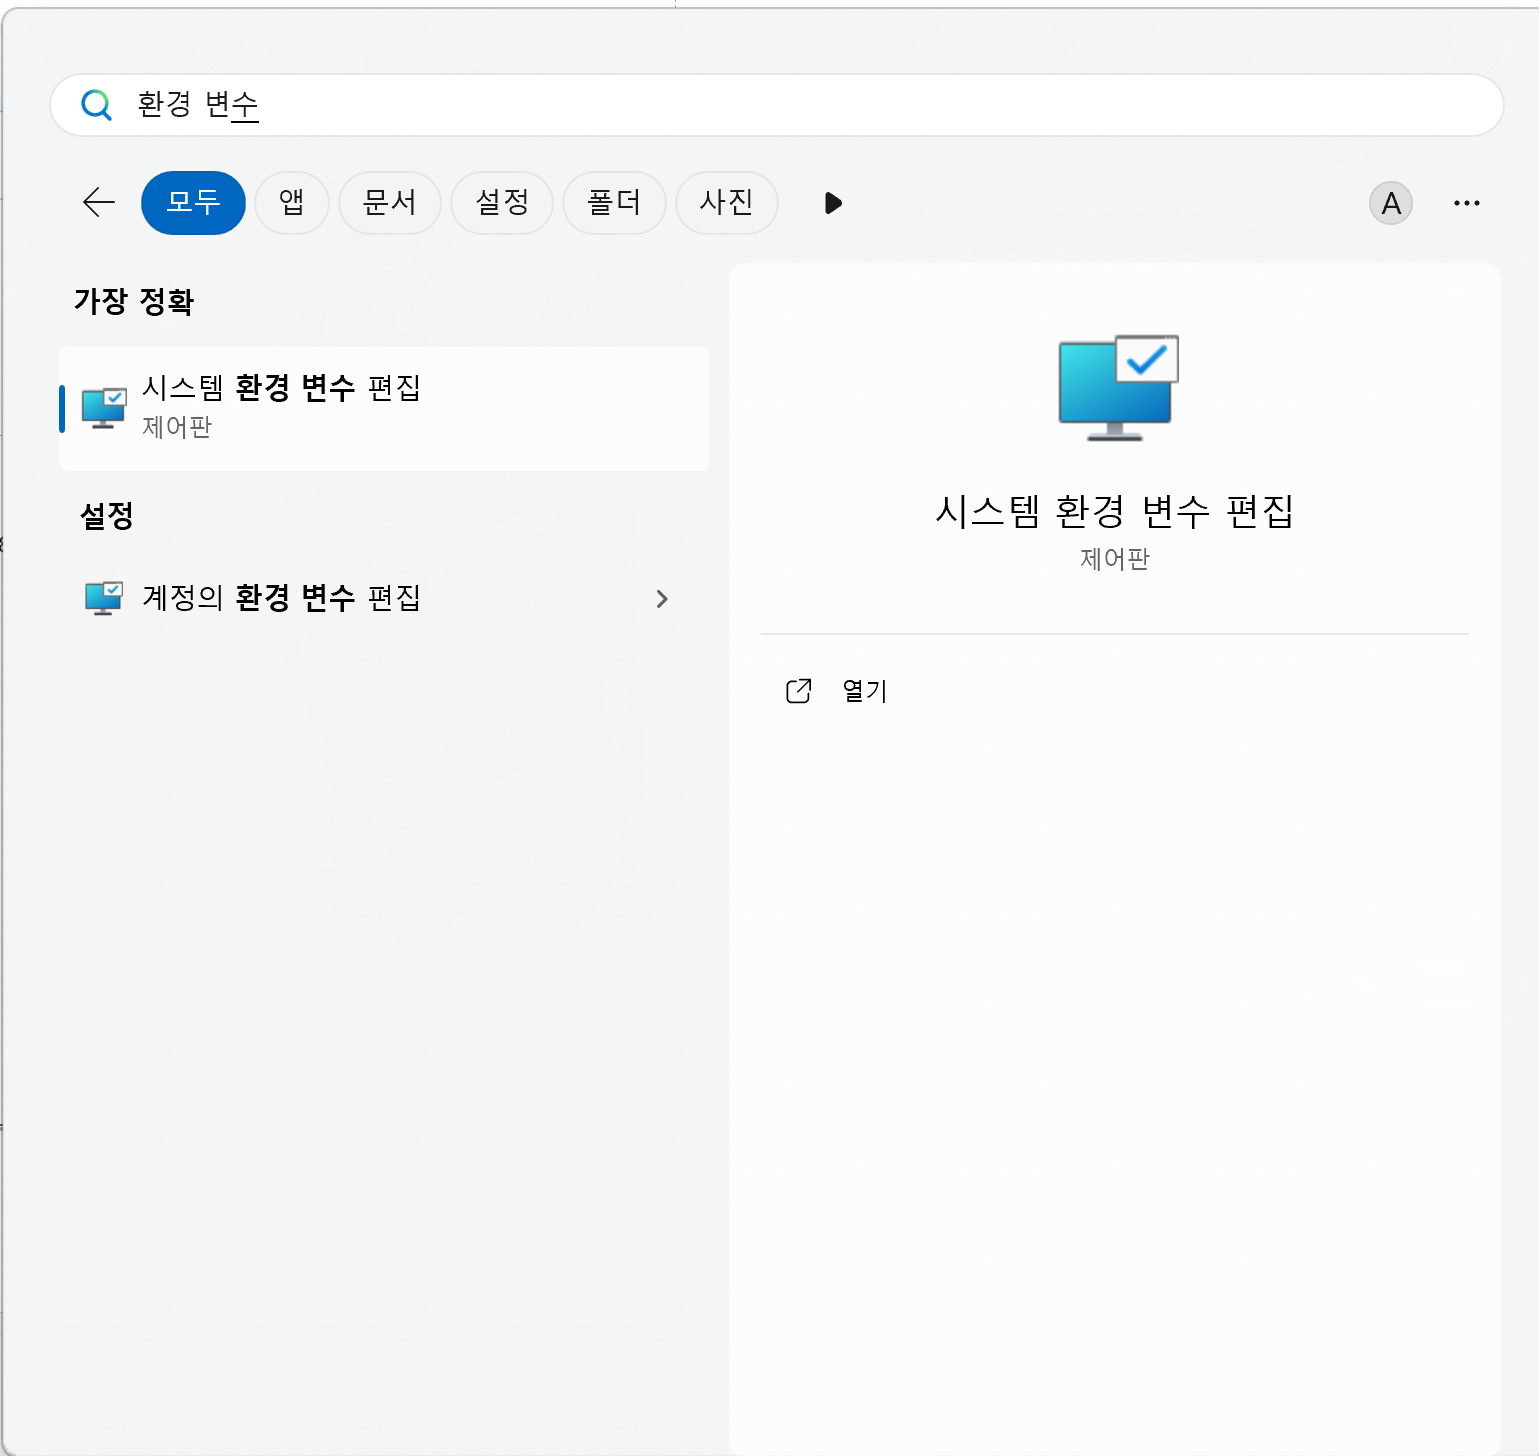 환경 변수
모두 앱 문서 설정 폴더 사진 A
가장 정확
시스템 환경 변수 편집
제어판
설정
계정의 환경 변수 편집
시스템 환경 변수 편집
제어판
열기